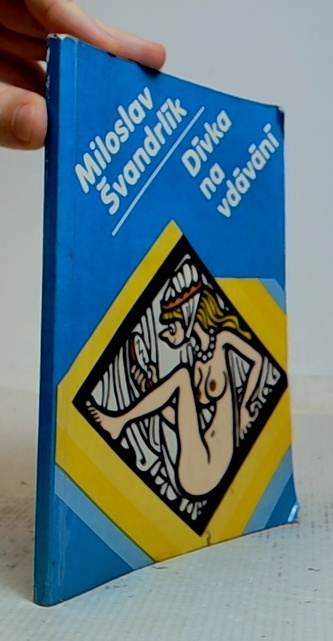 Miloslav
Švandrlík
Dívka
na
vdávání